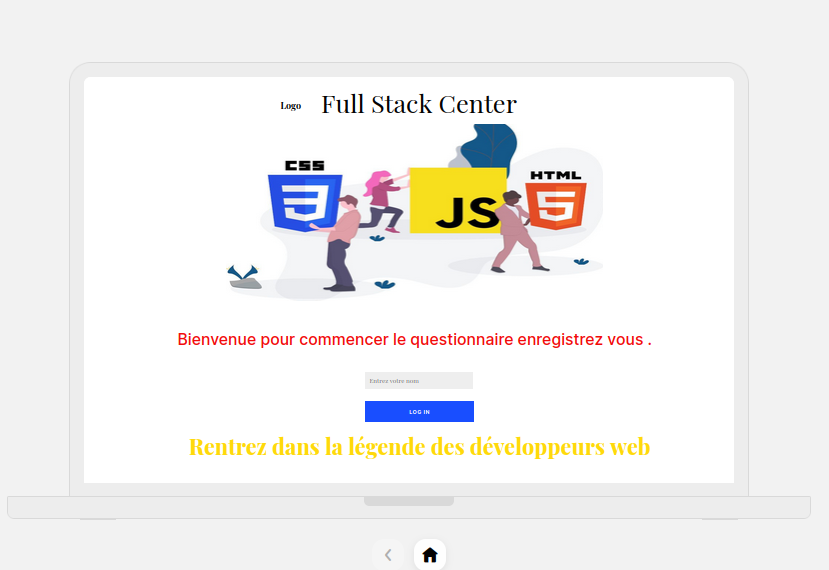 Logo Full Stack Center
CSS
HTML
JS
Bienvenue pour commencer le questionnaire enregistrez vous .
Entrez votre nom
LOG IN
Rentrez dans la légende des développeurs web